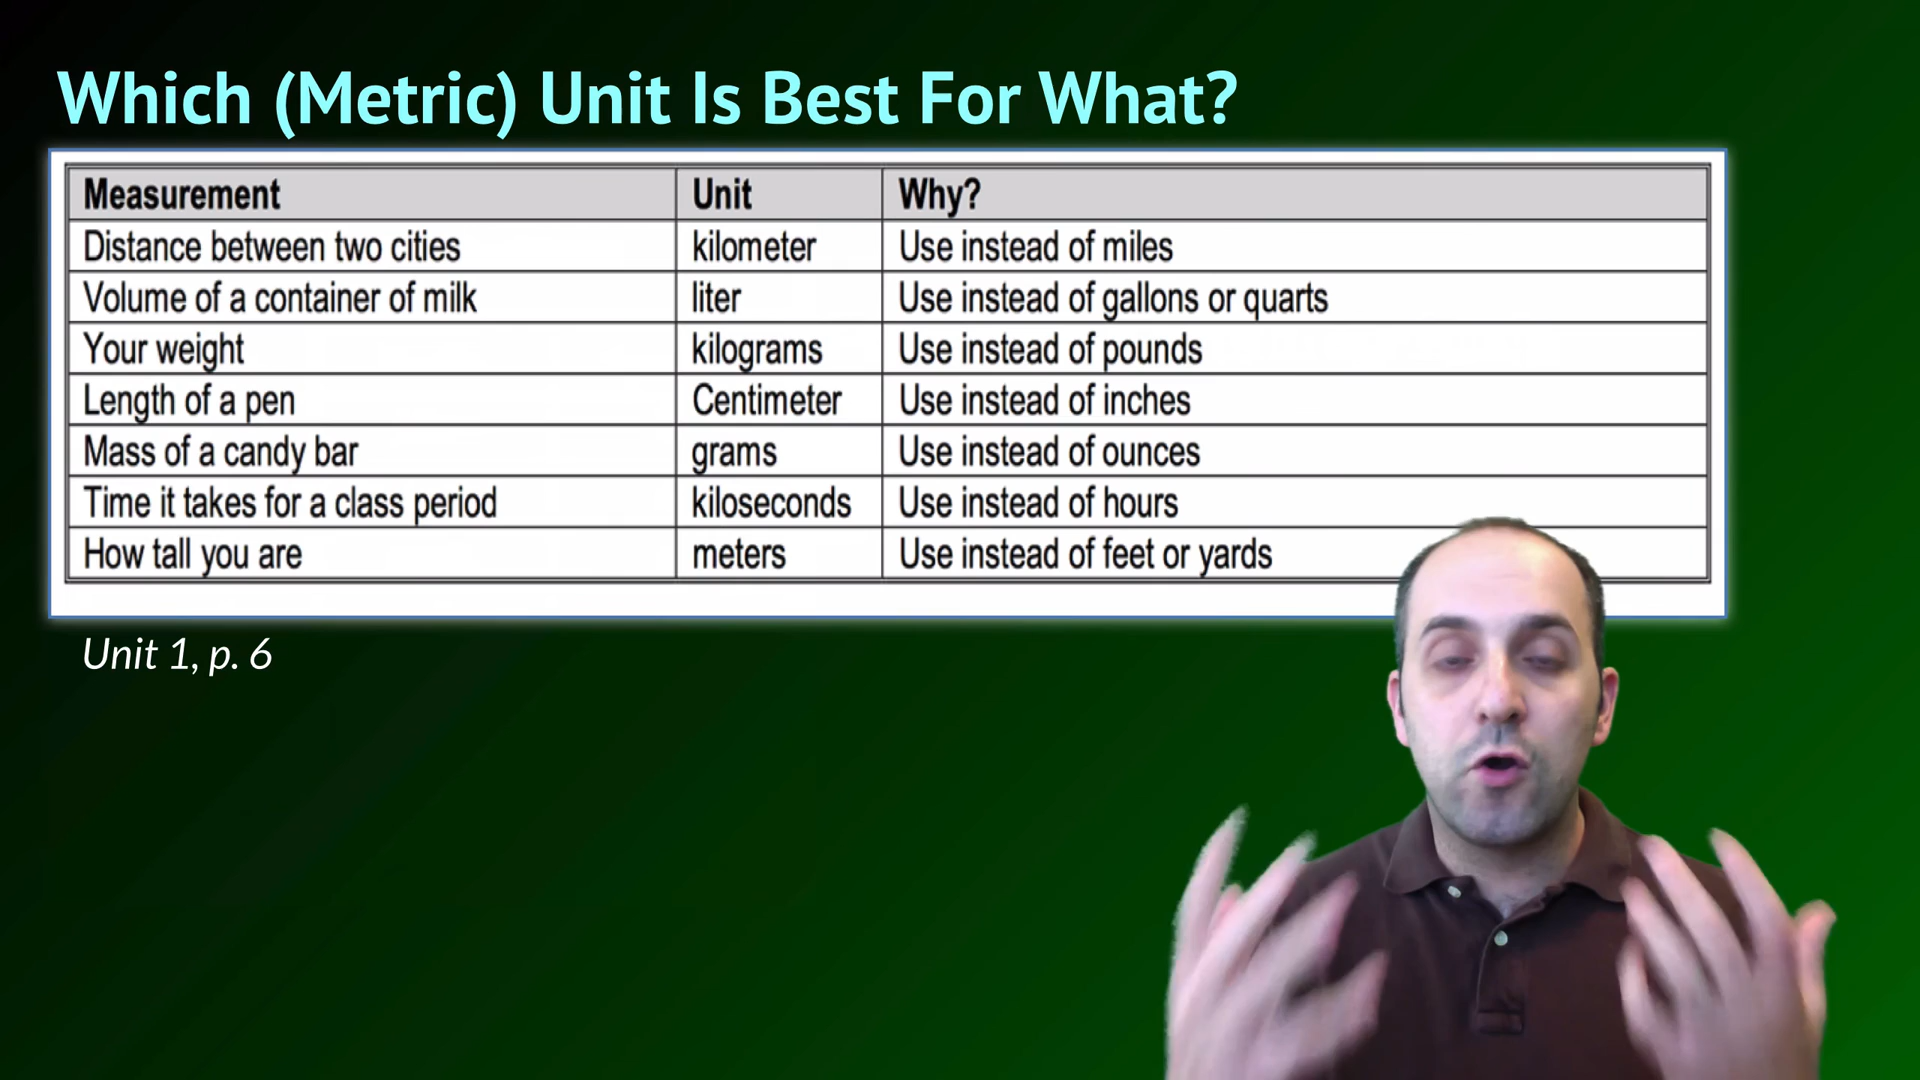 Which (Metric) Unit Is Best For What?
Measurement Unit Why?
Distance between two cities kilometer Use instead of miles
Volume of a container of milk liter Use instead of gallons or quarts
Your weight kilograms Use instead of pounds
Length of a pen Centimeter Use instead of inches
Mass of a candy bar grams Use instead of ounces
Time it takes for a class period kiloseconds Use instead of hours
How tall you are meters Use instead of feet or yards
Unit 1, p. 6